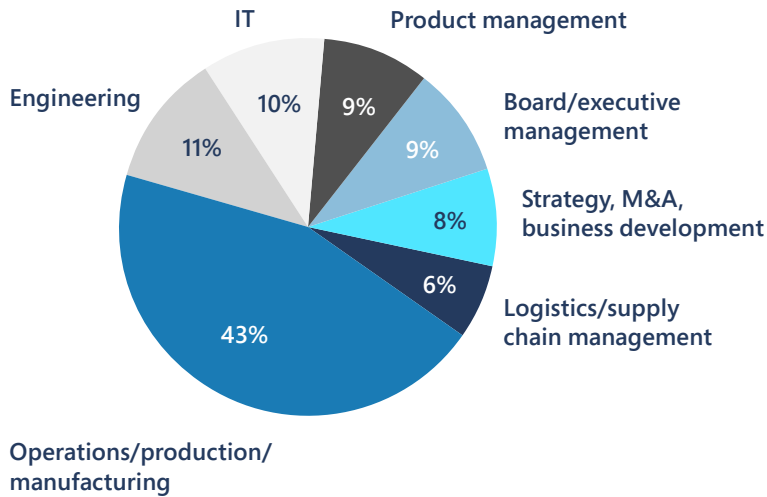 IT
Product management
Engineering
10%
9%
Board/executive
management
11%
9%
Strategy, M&A,
business development
8%
6%
Logistics/supply
chain management
43%
Operations/production/
manufacturing